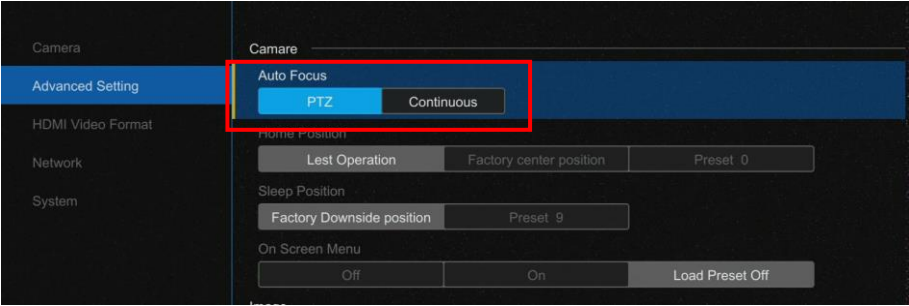 Camera
Advanced Setting
HDMI Video Format
Network
System
Camare
Auto Focus
PTZ Continuous
Home Position
Lest Operation Factory center position Preset 0
Sleep Position
Factory Downside position Preset 9
On Screen Menu
Off On Load Preset Off
Image